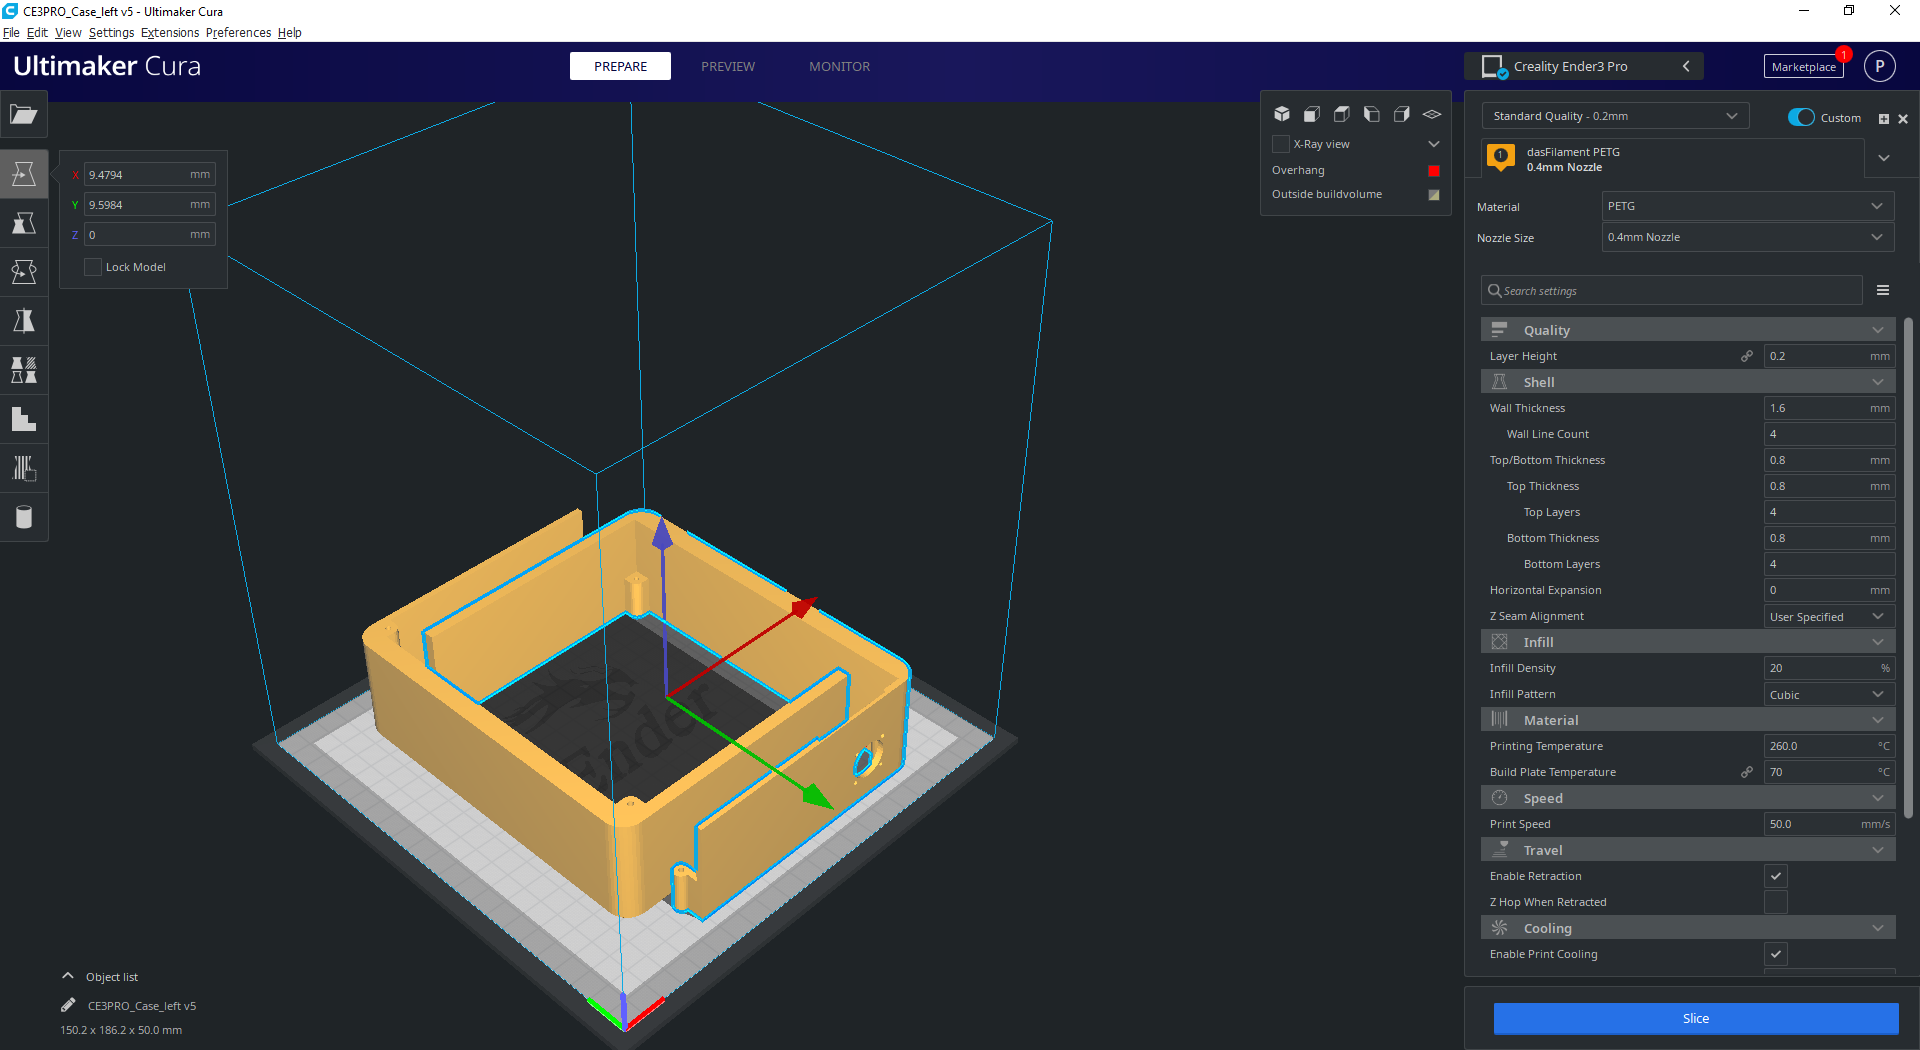 CE3PRO_Case_left v5 - Ultimaker Cura
File Edit View Settings Extensions Preferences Help
Ultimaker Cura
PREPARE
PREVIEW
MONITOR
Creality Ender3 Pro
Marketplace
1
P
X 9.4794 mm
Y 9.5984 mm
Z 0 mm
Lock Model
X-Ray view
Overhang
Outside buildvolume
Standard Quality - 0.2mm
Custom
1
dasFilament PETG
0.4mm Nozzle
Material PETG
Nozzle Size 0.4mm Nozzle
Search settings
Quality
Layer Height 0.2 mm
Shell
Wall Thickness 1.6 mm
Wall Line Count 4
Top/Bottom Thickness 0.8 mm
Top Thickness 0.8 mm
Top Layers 4
Bottom Thickness 0.8 mm
Bottom Layers 4
Horizontal Expansion 0 mm
Z Seam Alignment User Specified
Infill
Infill Density 20 %
Infill Pattern Cubic
Material
Printing Temperature 260.0 °C
Build Plate Temperature 70 °C
Speed
Print Speed 50.0 mm/s
Travel
Enable Retraction
Z Hop When Retracted
Cooling
Enable Print Cooling
Slice
Ender
Object list
CE3PRO_Case_left v5
150.2 x 186.2 x 50.0 mm